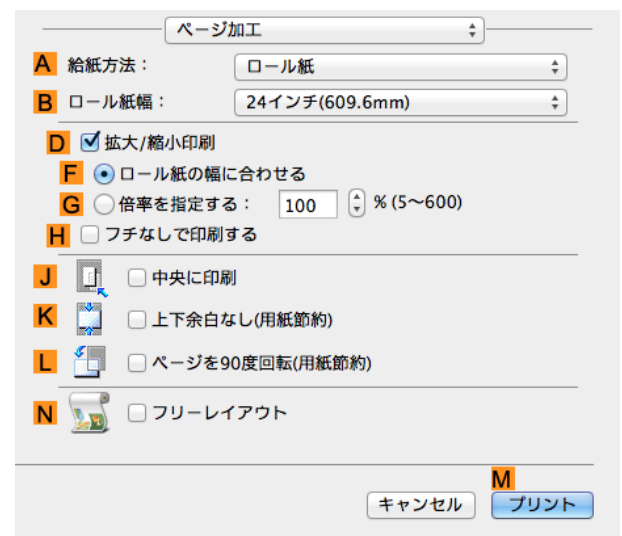 ページ加工
A 給紙方法： ロール紙
B ロール紙幅： 24インチ(609.6mm)
D 拡大/縮小印刷
F ロール紙の幅に合わせる
G 倍率を指定する： 100 % (5〜600)
H フチなしで印刷する
J 中央に印刷
K 上下余白なし(用紙節約)
L ページを90度回転(用紙節約)
N フリーレイアウト
M
キャンセル プリント